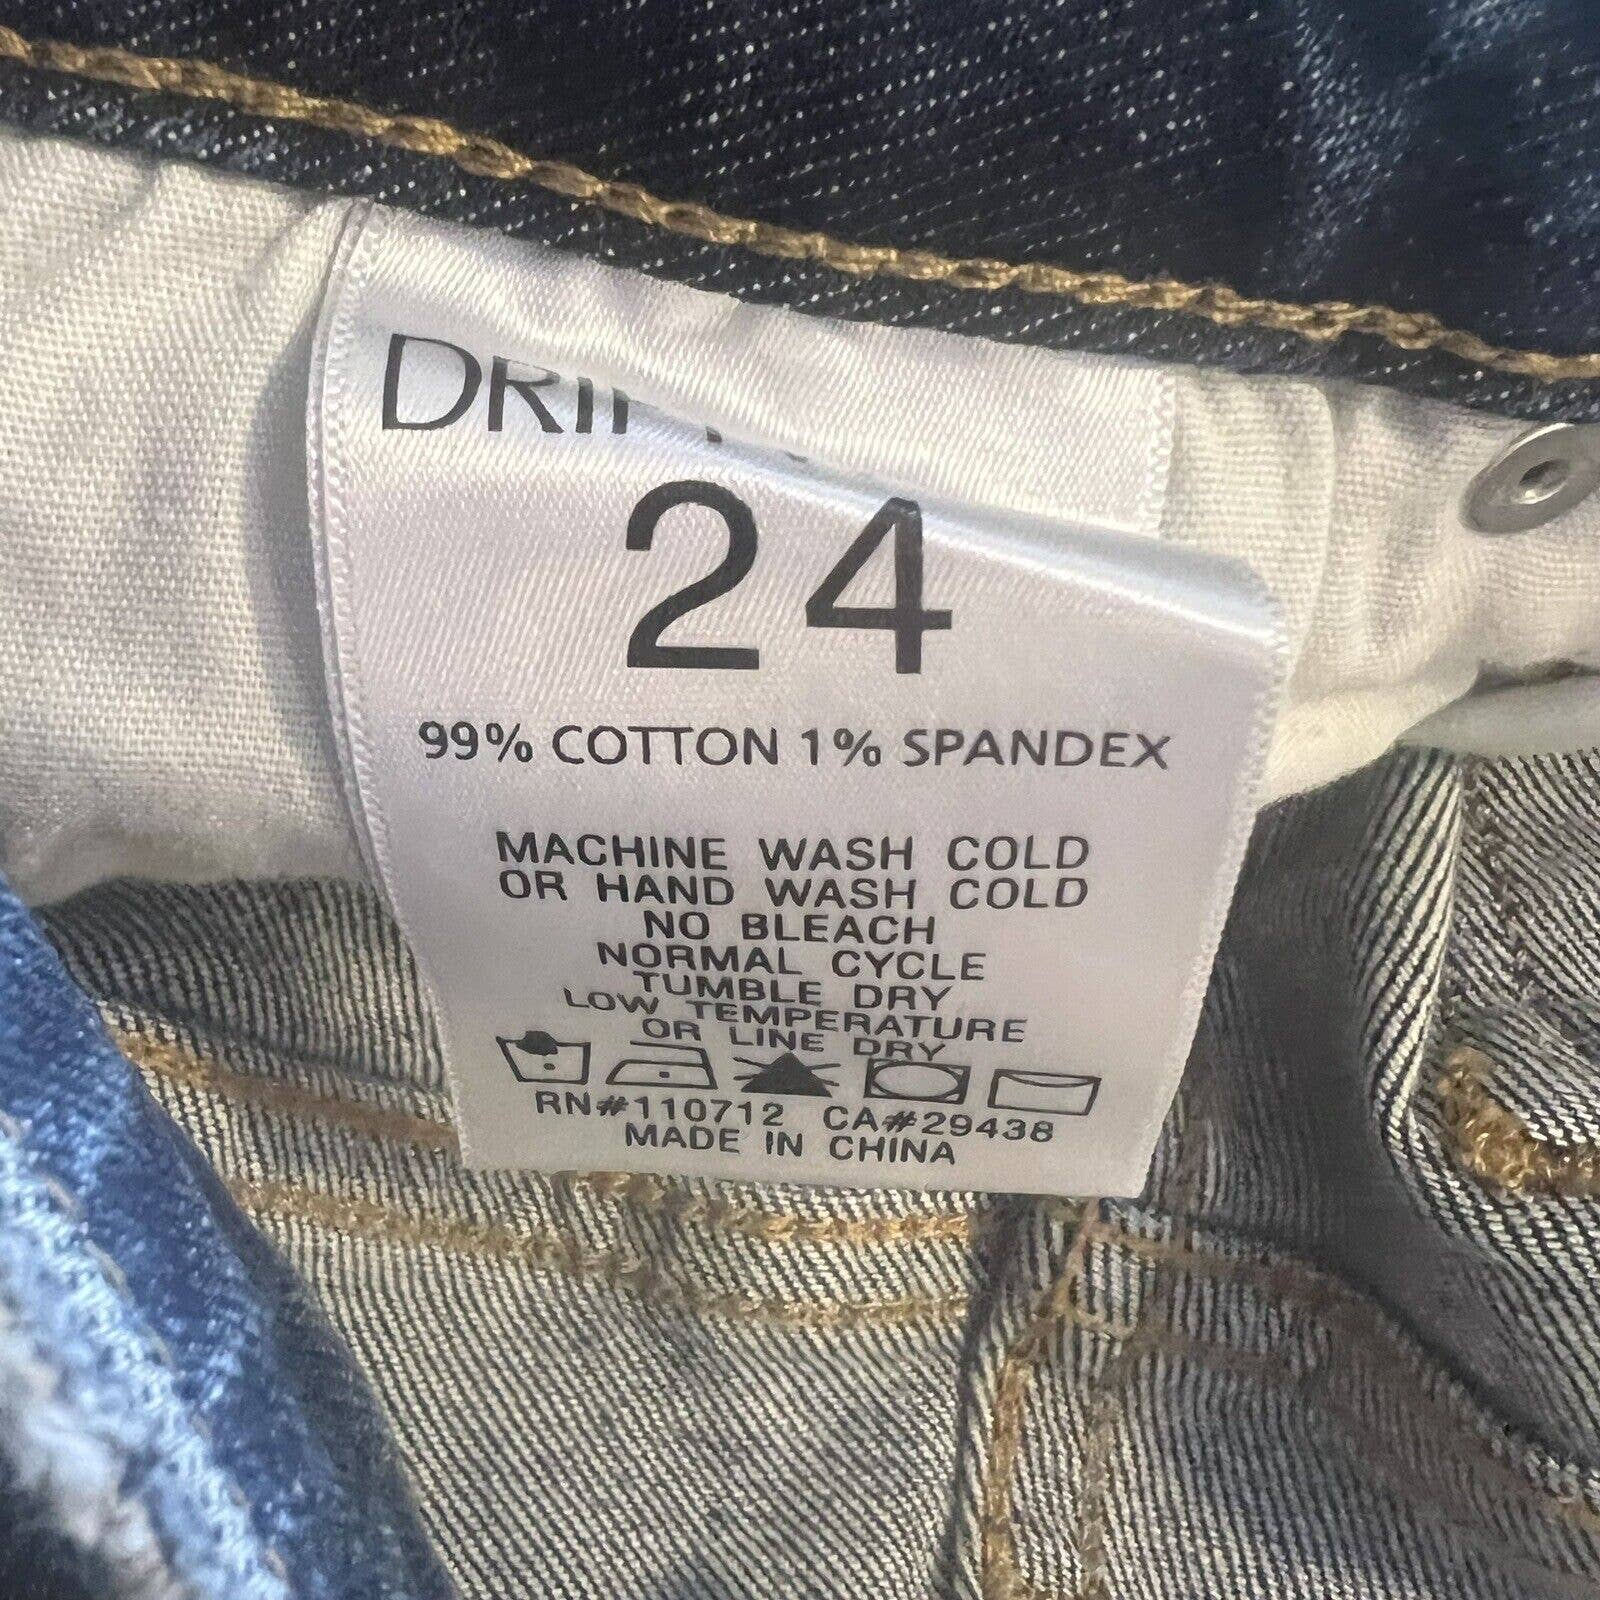 24
99% COTTON 1% SPANDEX
MACHINE WASH COLD
OR HAND WASH COLD
NO BLEACH
NORMAL CYCLE
TUMBLE DRY
LOW TEMPERATURE
OR LINE DRY
RN#110712 CA#29438
MADE IN CHINA